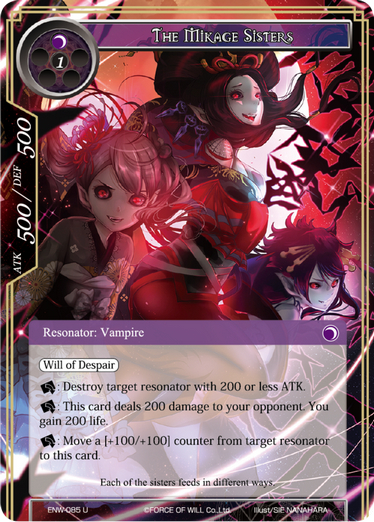 The Mikage Sisters
1
ATK 500 / DEF 500
Resonator: Vampire
Will of Despair
: Destroy target resonator with 200 or less ATK.
: This card deals 200 damage to your opponent. You
gain 200 life.
: Move a [+100/+100] counter from target resonator
to this card.
Each of the sisters feeds in different ways.
ENW-085 U
©FORCE OF WILL Co.,Ltd.
Illust/SIE NANAHARA